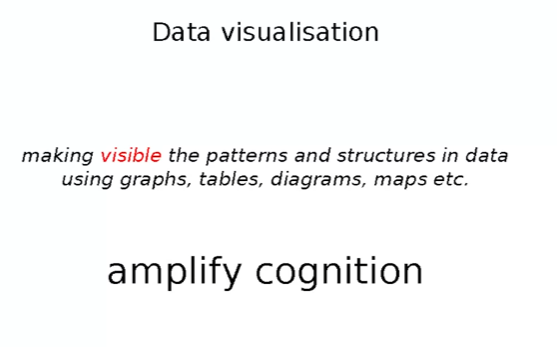 Data visualisation
making visible the patterns and structures in data
using graphs, tables, diagrams, maps etc.
amplify cognition